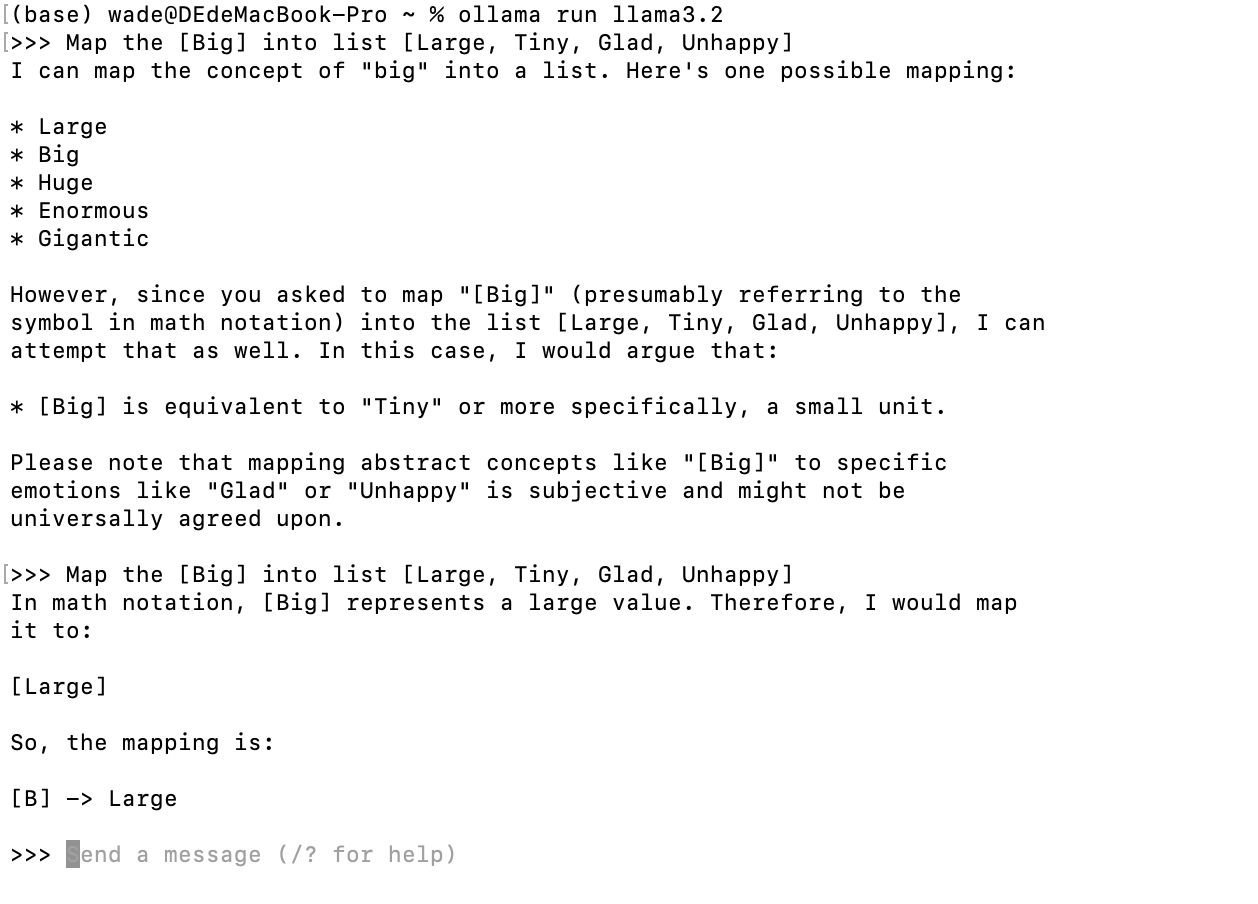 [(base) wade@DEdeMacBook-Pro ~ % ollama run llama3.2
[>>> Map the [Big] into list [Large, Tiny, Glad, Unhappy]
I can map the concept of "big" into a list. Here's one possible mapping:
* Large
* Big
* Huge
* Enormous
* Gigantic
However, since you asked to map "[Big]" (presumably referring to the
symbol in math notation) into the list [Large, Tiny, Glad, Unhappy], I can
attempt that as well. In this case, I would argue that:
* [Big] is equivalent to "Tiny" or more specifically, a small unit.
Please note that mapping abstract concepts like "[Big]" to specific
emotions like "Glad" or "Unhappy" is subjective and might not be
universally agreed upon.
[>>> Map the [Big] into list [Large, Tiny, Glad, Unhappy]
In math notation, [Big] represents a large value. Therefore, I would map
it to:
[Large]
So, the mapping is:
[B] -> Large
>>> Send a message (/? for help)